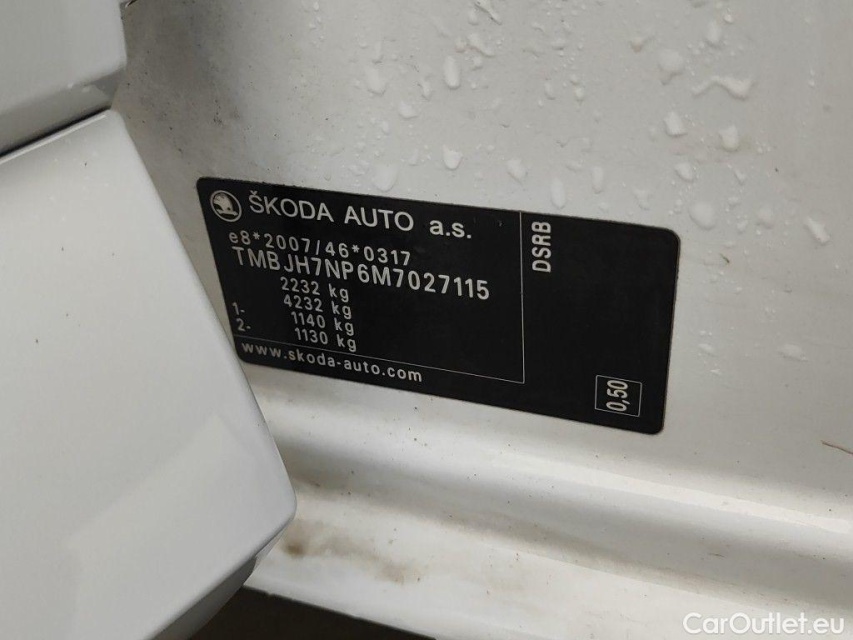 ŠKODA AUTO a.s.
e8*2007/46*0317
TMBJH7NP6M7027115
2232 kg
4232 kg
1- 1140 kg
2- 1130 kg
www.skoda-auto.com
DSRB
0,50
CarOutlet.eu